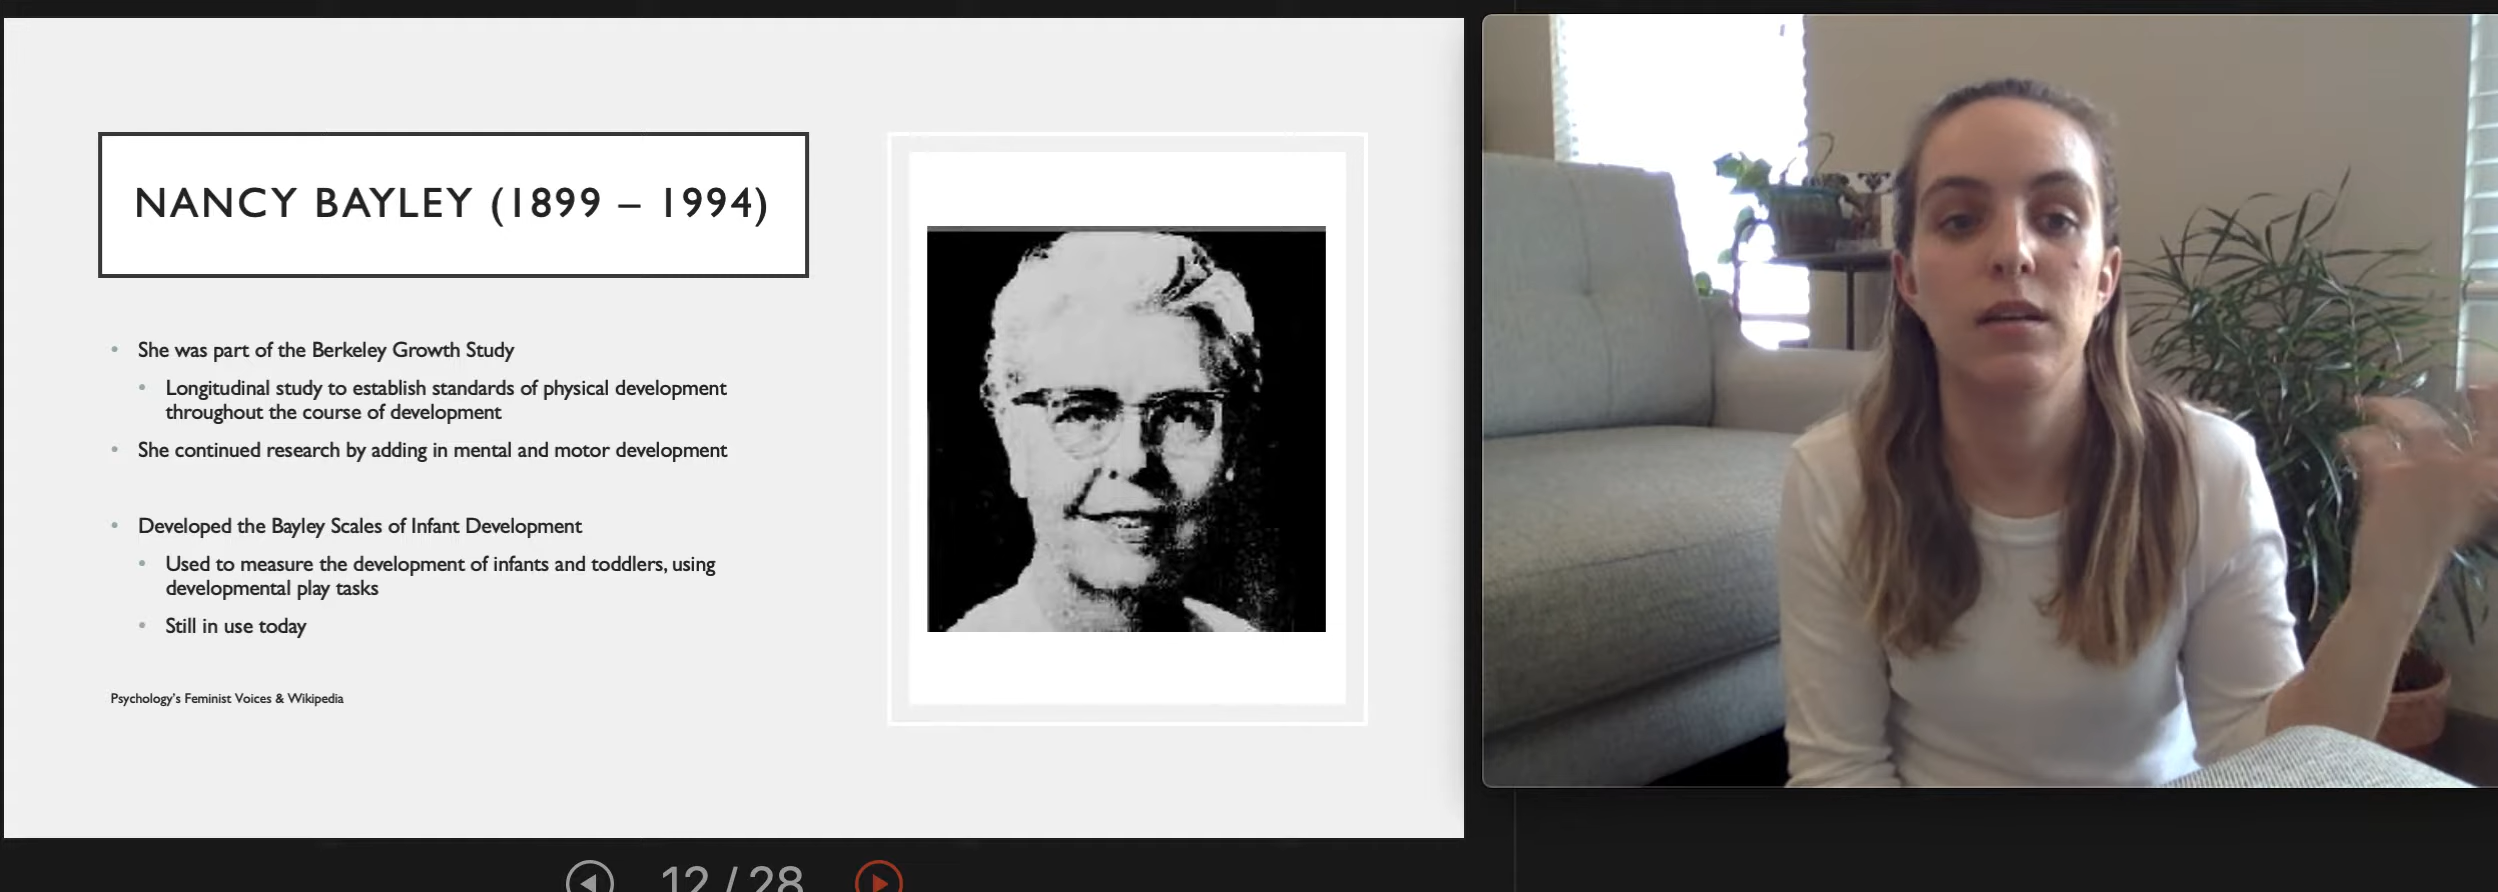 NANCY BAYLEY (1899 – 1994)
• She was part of the Berkeley Growth Study
• Longitudinal study to establish standards of physical development
throughout the course of development
• She continued research by adding in mental and motor development
• Developed the Bayley Scales of Infant Development
• Used to measure the development of infants and toddlers, using
developmental play tasks
• Still in use today
Psychology's Feminist Voices & Wikipedia
12 / 28